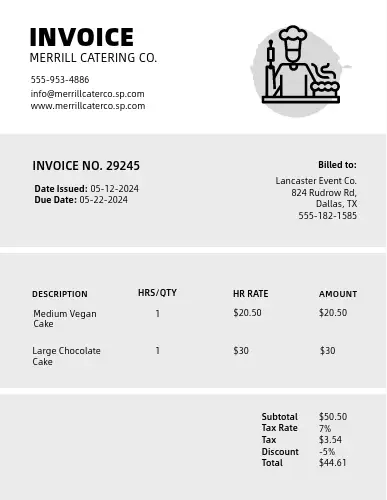 INVOICE
MERRILL CATERING CO.
555-953-4886
info@merrillcaterco.sp.com
www.merrillcaterco.sp.com
INVOICE NO. 29245
Date Issued: 05-12-2024
Due Date: 05-22-2024
Billed to:
Lancaster Event Co.
824 Rudrow Rd,
Dallas, TX
555-182-1585
DESCRIPTION HRS/QTY HR RATE AMOUNT
Medium Vegan 1 $20.50 $20.50
Cake
Large Chocolate 1 $30 $30
Cake
Subtotal $50.50
Tax Rate 7%
Tax $3.54
Discount -5%
Total $44.61